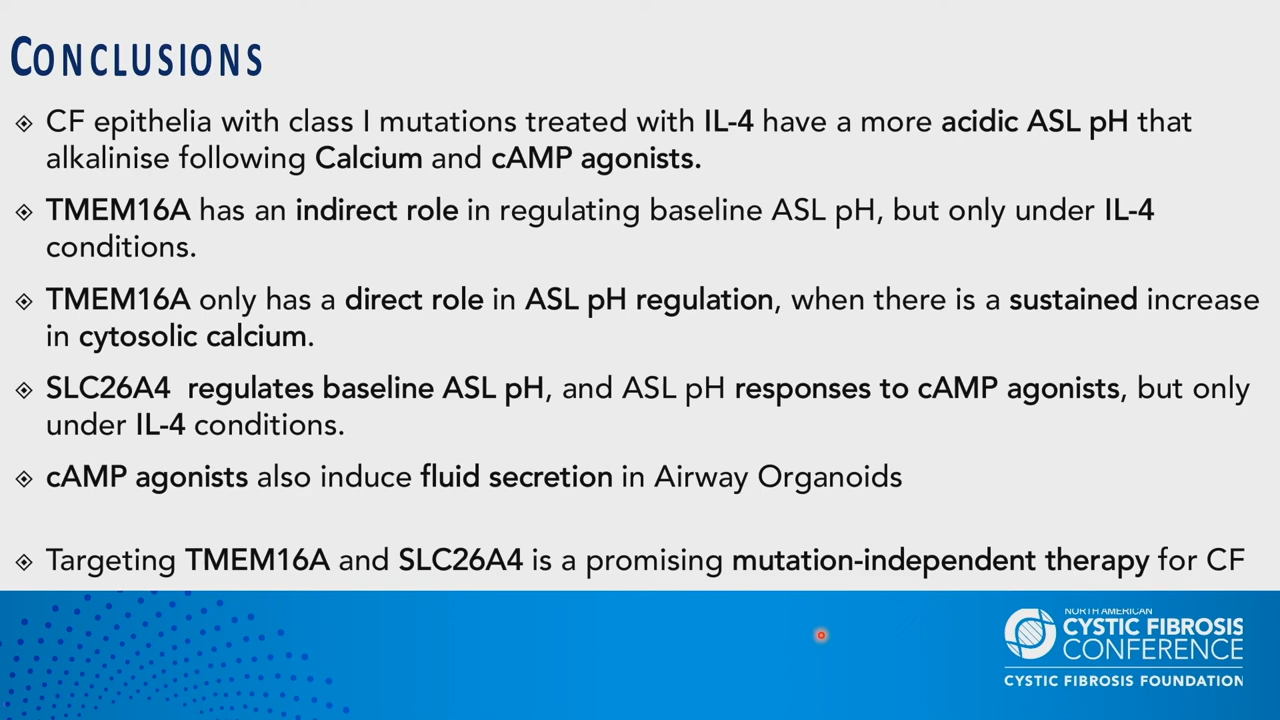 CONCLUSIONS
CF epithelia with class I mutations treated with IL-4 have a more acidic ASL pH that
alkalinise following Calcium and cAMP agonists.
TMEM16A has an indirect role in regulating baseline ASL pH, but only under IL-4
conditions.
TMEM16A only has a direct role in ASL pH regulation, when there is a sustained increase
in cytosolic calcium.
SLC26A4 regulates baseline ASL pH, and ASL pH responses to cAMP agonists, but only
under IL-4 conditions.
cAMP agonists also induce fluid secretion in Airway Organoids
Targeting TMEM16A and SLC26A4 is a promising mutation-independent therapy for CF
NORTH AMERICAN
CYSTIC FIBROSIS
CONFERENCE
CYSTIC FIBROSIS FOUNDATION